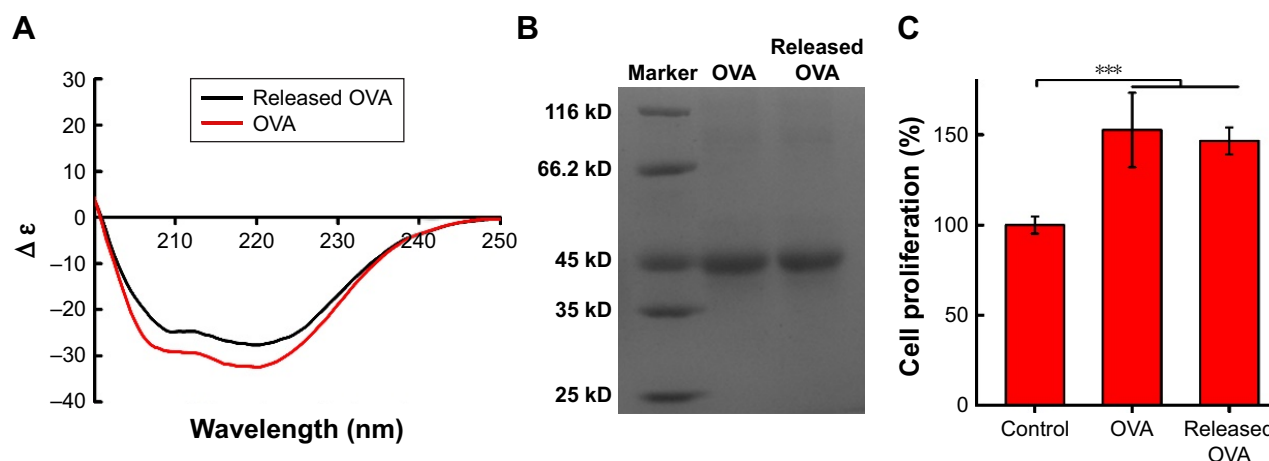 A
30
20
10
0
–10
–20
–30
–40
Δ ε
Released OVA
OVA
210 220 230 240 250
Wavelength (nm)
B
Marker OVA Released
OVA
116 kD
66.2 kD
45 kD
35 kD
25 kD
C
***
Cell proliferation (%)
150
100
50
0
Control OVA Released
OVA